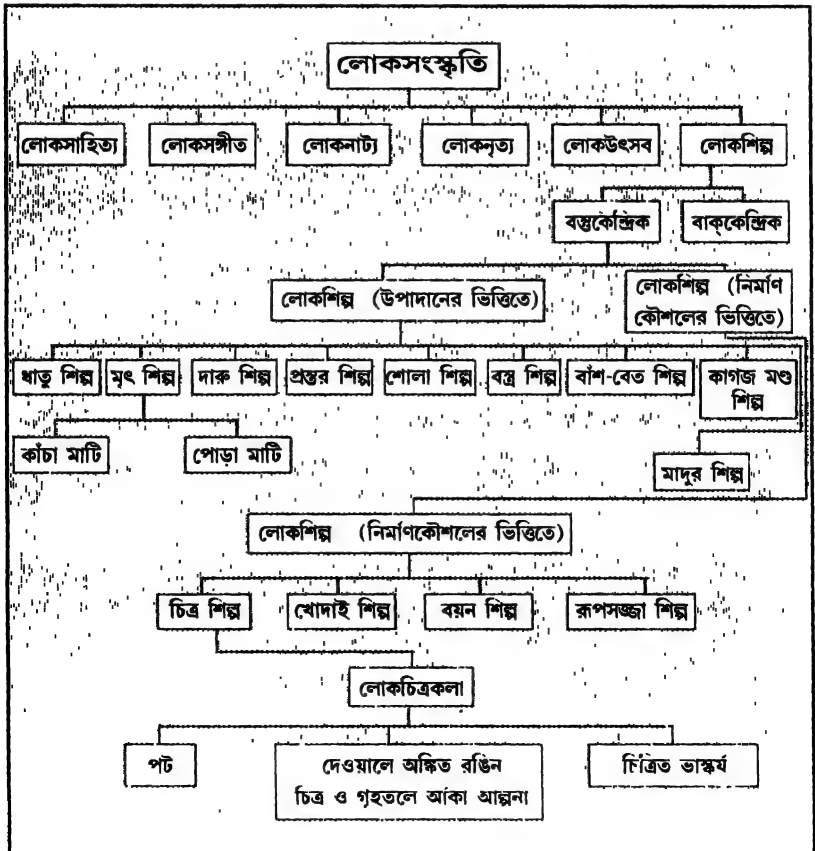 লোকসংস্কৃতি
লোকসাহিত্য লোকসঙ্গীত লোকনাট্য লোকনৃত্য লোকউৎসব লোকশিল্প
বস্তুকেন্দ্রিক বাক্‌কেন্দ্রিক
লোকশিল্প (উপাদানের ভিত্তিতে)
লোকশিল্প (নির্মাণ
কৌশলের ভিত্তিতে)
ধাতু শিল্প মৃৎ শিল্প দারু শিল্প প্রস্তর শিল্প শোলা শিল্প বস্ত্র শিল্প বাঁশ-বেত শিল্প কাগজ মণ্ড
শিল্প
কাঁচা মাটি পোড়া মাটি
মাদুর শিল্প
লোকশিল্প (নির্মাণকৌশলের ভিত্তিতে)
চিত্র শিল্প খোদাই শিল্প বয়ন শিল্প রূপসজ্জা শিল্প
লোকচিত্রকলা
পট
দেওয়ালে অঙ্কিত রঙিন
চিত্র ও গৃহতলে আঁকা আল্পনা
চিত্রিত ভাস্কর্য